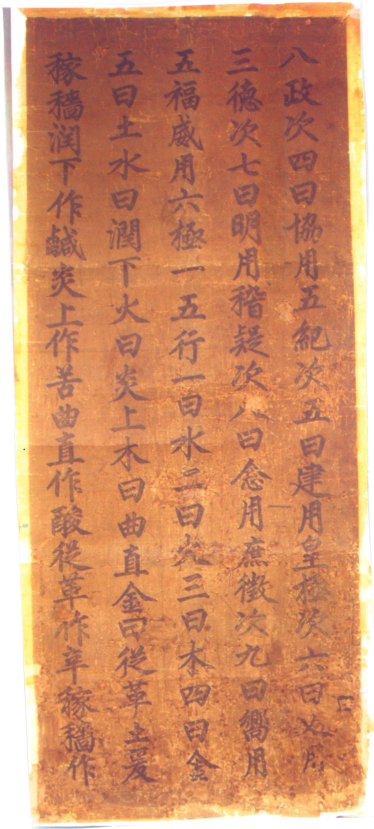 八政次四曰協用五紀次五曰建用皇極次六曰乂用
三德次七曰明用稽疑次八曰念用庶徵次九曰嚮用
五福威用六極一五行一曰水二曰火三曰木四曰金
五曰土水曰潤下火曰炎上木曰曲直金曰從革土爰
稼穡潤下作鹹炎上作苦曲直作酸從革作辛稼穡作